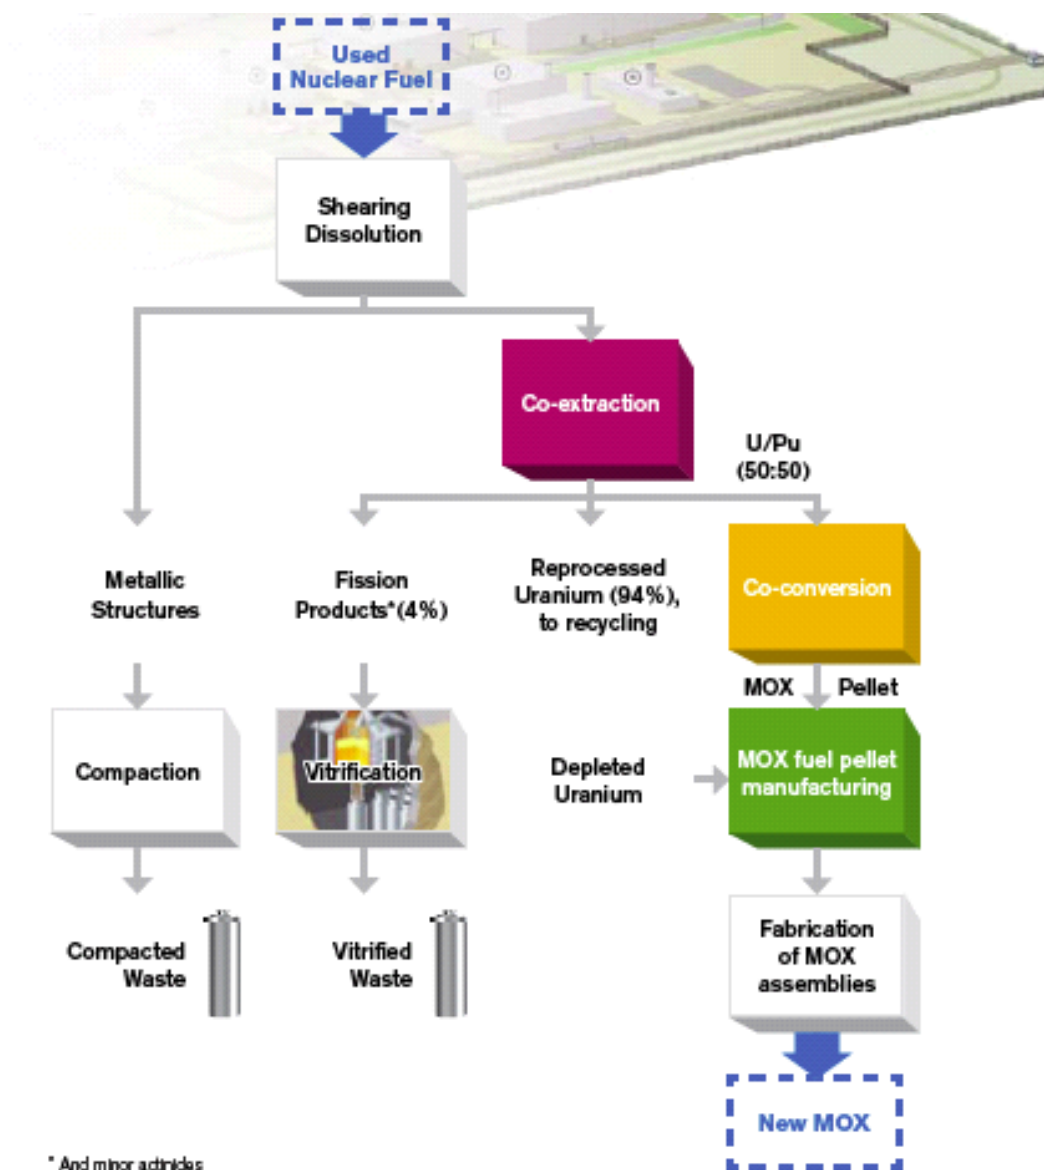 Used
Nuclear Fuel
Shearing
Dissolution
Co-extraction
U/Pu
(50:50)
Metallic
Structures
Fission
Products*(4%)
Reprocessed
Uranium (94%),
to recycling
Co-conversion
MOX Pellet
Compaction
Vitrification
Depleted
Uranium
MOX fuel pellet
manufacturing
Compacted
Waste
Vitrified
Waste
Fabrication
of MOX
assemblies
New MOX
* And minor actinides